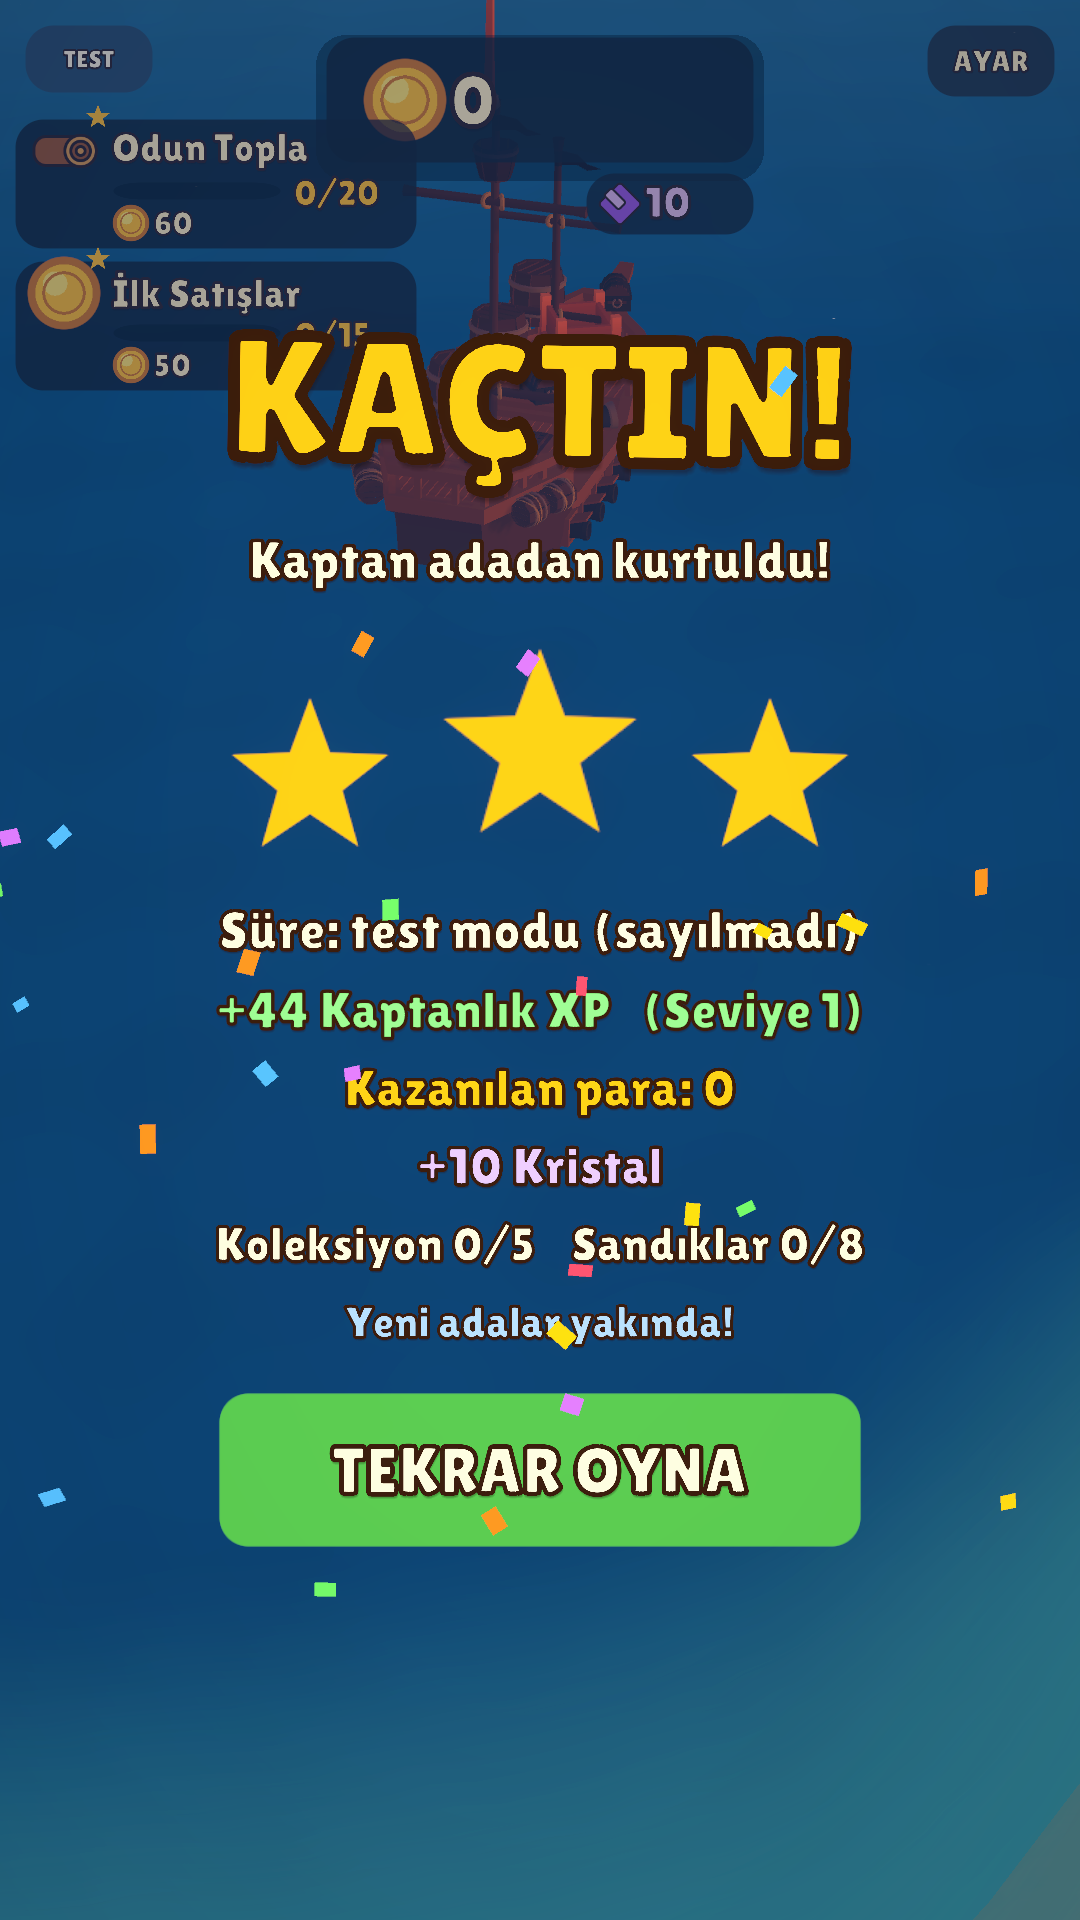 TEST
AYAR
0
Odun Topla
0/20
60
10
İlk Satışlar
0/15
50
KAÇTIN!
Kaptan adadan kurtuldu!
Süre: test modu (sayılmadı)
+44 Kaptanlık XP (Seviye 1)
Kazanılan para: 0
+10 Kristal
Koleksiyon 0/5 Sandıklar 0/8
Yeni adalar yakında!
TEKRAR OYNA